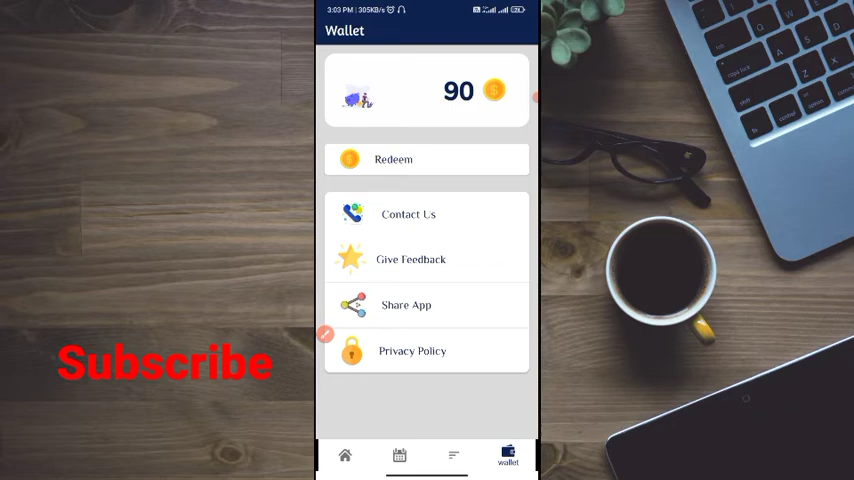 3:03 PM | 305KB/s
Wallet
90
Redeem
Contact Us
Give Feedback
Share App
Privacy Policy
Subscribe
wallet